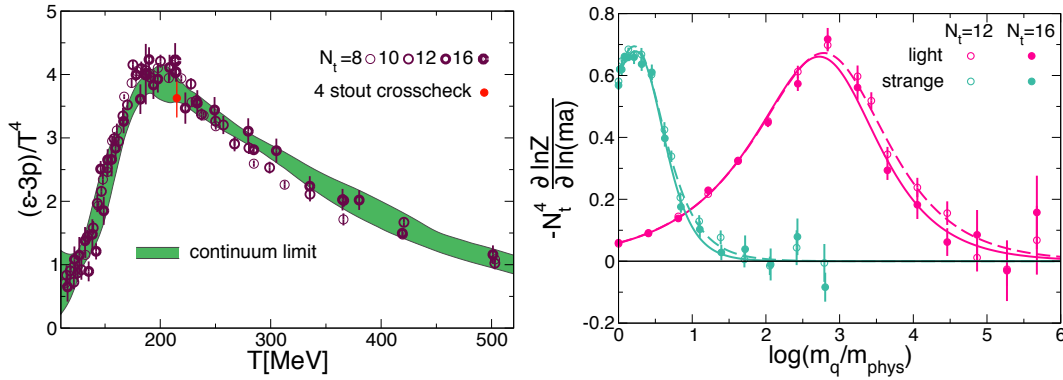 5
4
3
2
1
0
(ε-3p)/T⁴
N_t=8 10 12 16
4 stout crosscheck
continuum limit
200 300 400 500
T[MeV]
0.8
0.6
0.4
0.2
0
-0.2
-N_t⁴ ∂ lnZ / ∂ ln(ma)
N_t=12 N_t=16
light
strange
0 1 2 3 4 5 6
log(m_q/m_phys)